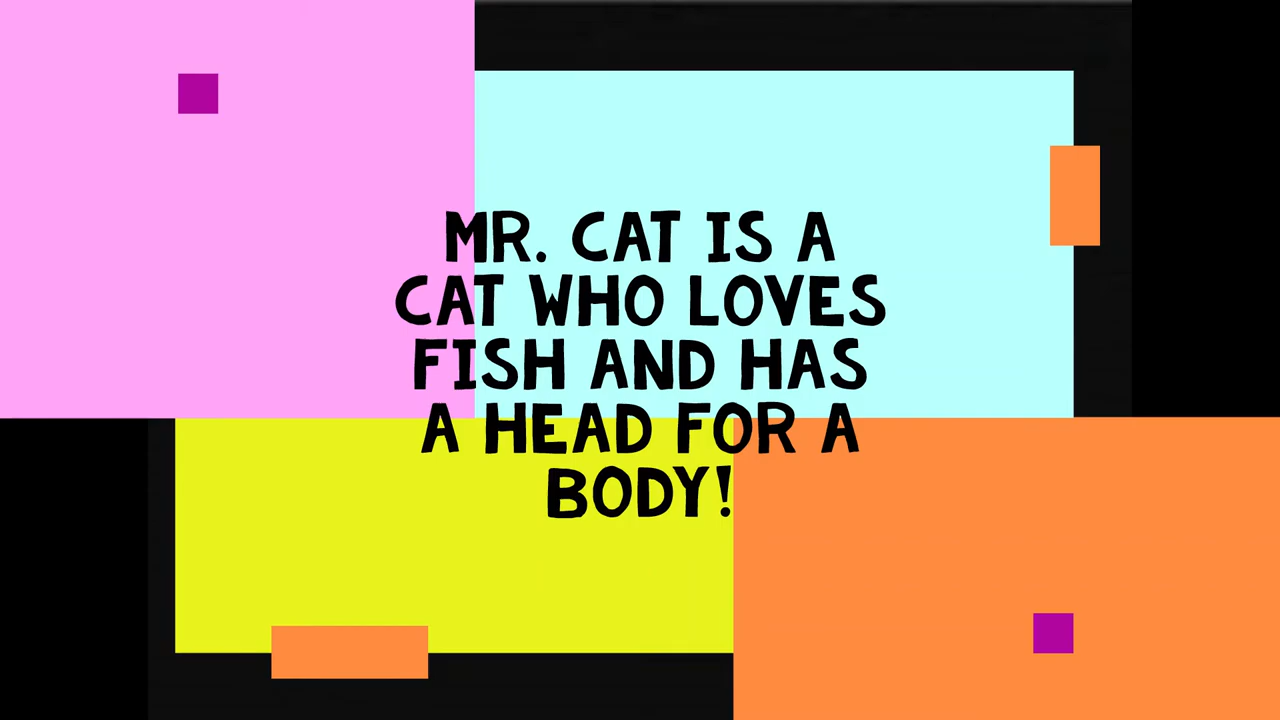 MR. CAT IS A
CAT WHO LOVES
FISH AND HAS
A HEAD FOR A
BODY!